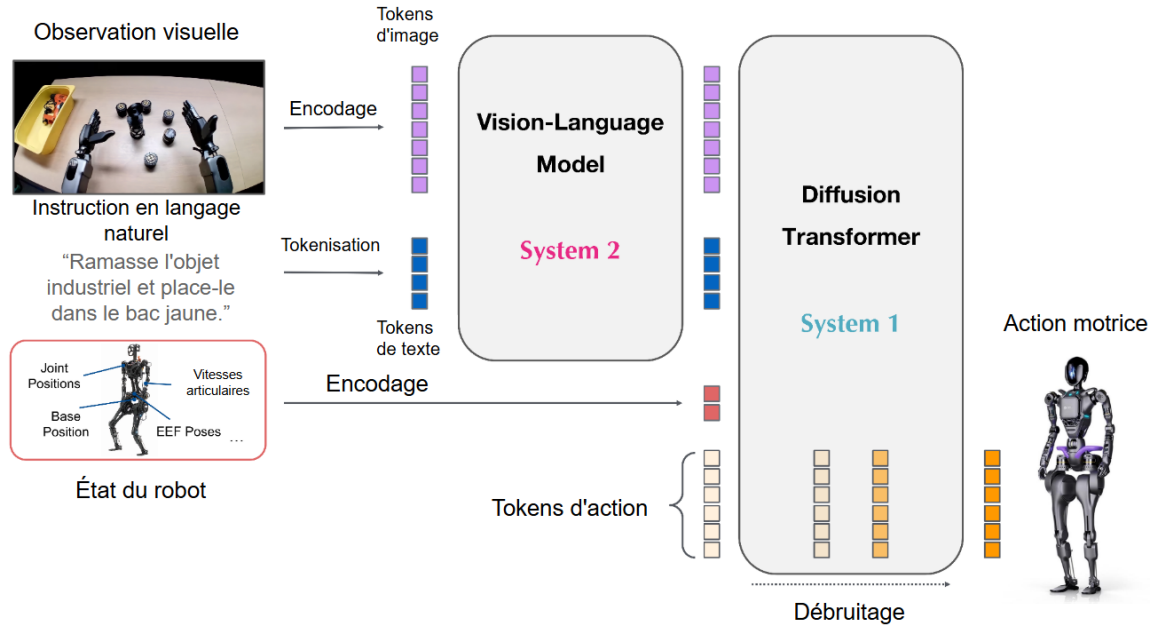 Observation visuelle
Encodage
Tokens
d'image
Vision-Language
Model
System 2
Diffusion
Transformer
System 1
Instruction en langage
naturel
“Ramasse l'objet
industriel et place-le
dans le bac jaune.”
Tokenisation
Tokens
de texte
Joint
Positions
Vitesses
articulaires
Base
Position
EEF Poses
...
État du robot
Encodage
Tokens d'action
Débruitage
Action motrice